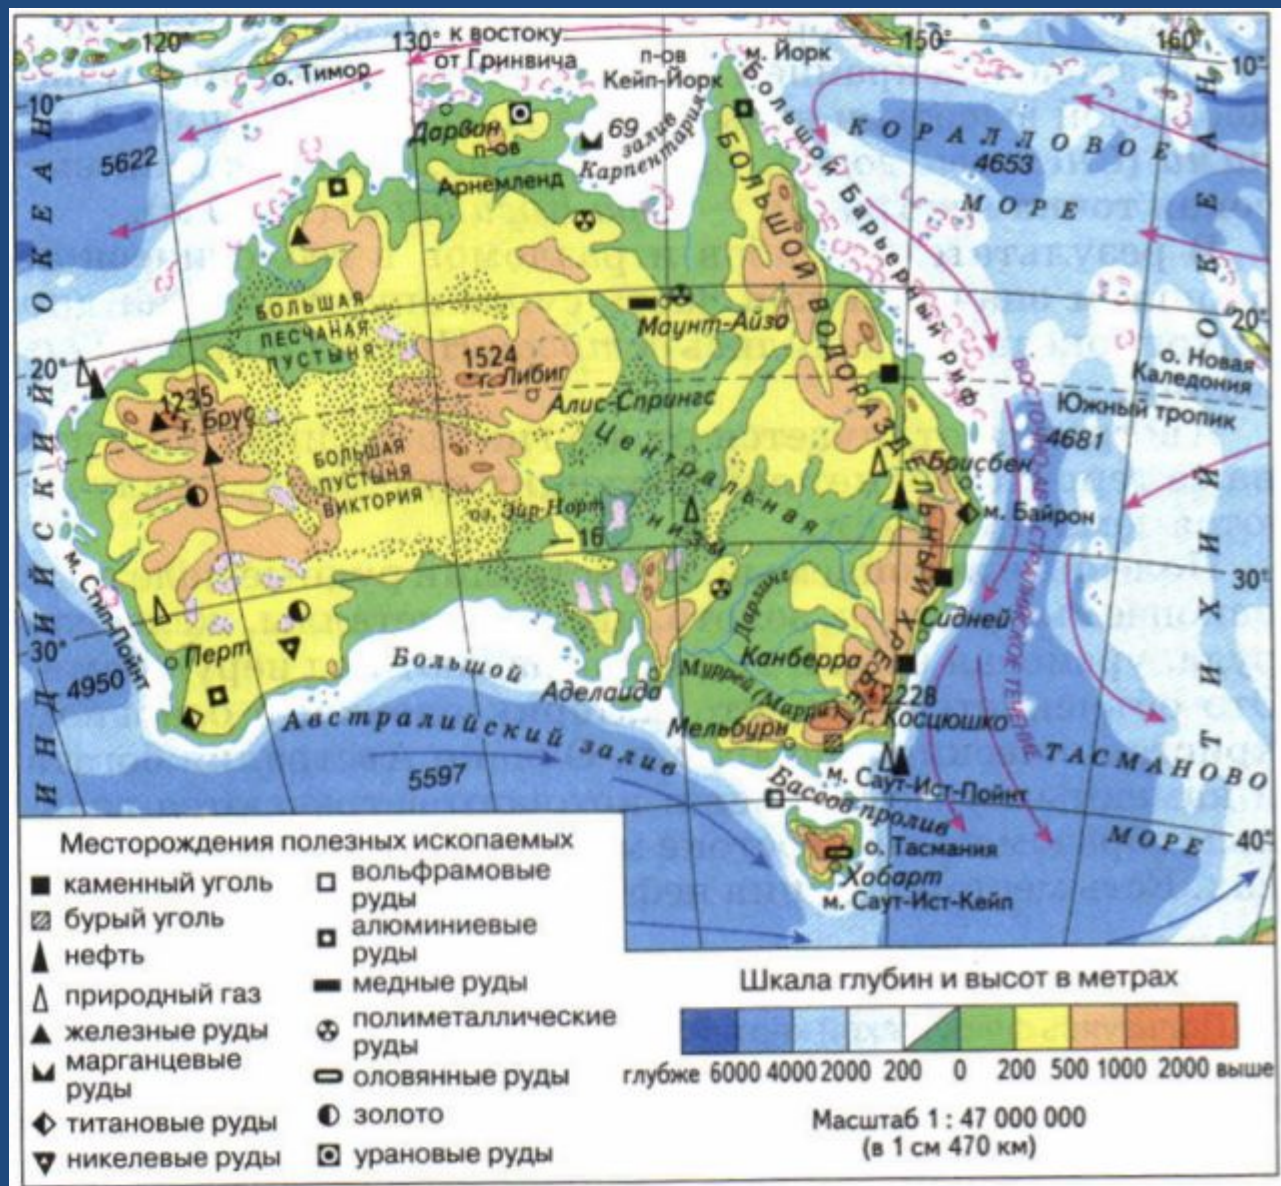 120°
130°
к востоку
от Гринвича
150°
160°
о. Тимор
п-ов
Кейп-Йорк
м. Йорк
10°
10°
Дарвин
п-ов
Арнемленд
69
залив
Карпентария
Большой Барьерный риф
КОРАЛЛОВОЕ
4653
МОРЕ
5622
ИНДИЙСКИЙ ОКЕАН
ТИХИЙ ОКЕАН
БОЛЬШОЙ ВОДОРАЗДЕЛЬНЫЙ ХРЕБЕТ
БОЛЬШАЯ
ПЕСЧАНАЯ
ПУСТЫНЯ
Маунт-Айза
20°
20°
о. Новая
Каледония
1524
г. Либиг
1235
г. Брус
Алис-Спрингс
Южный тропик
4681
ВОСТОЧНО-АВСТРАЛИЙСКОЕ ТЕЧЕНИЕ
БОЛЬШАЯ
ПУСТЫНЯ
ВИКТОРИЯ
Центральная
низм.
оз. Эйр-Норт
16
Брисбен
м. Байрон
м. Стип-Пойнт
30°
30°
Дарлинг
Сидней
Перт
4950
Большой
Австралийский залив
Аделаида
Муррей (Марри)
Канберра
2228
г. Косцюшко
Мельбурн
5597
м. Саут-Ист-Пойнт
Бассов пролив
ТАСМАНОВО
МОРЕ
40°
о. Тасмания
Хобарт
м. Саут-Ист-Кейп
Месторождения полезных ископаемых
каменный уголь
бурый уголь
нефть
природный газ
железные руды
марганцевые
руды
титановые руды
никелевые руды
вольфрамовые
руды
алюминиевые
руды
медные руды
полиметаллические
руды
оловянные руды
золото
урановые руды
Шкала глубин и высот в метрах
глубже 6000 4000 2000 200 0 200 500 1000 2000 выше
Масштаб 1 : 47 000 000
(в 1 см 470 км)